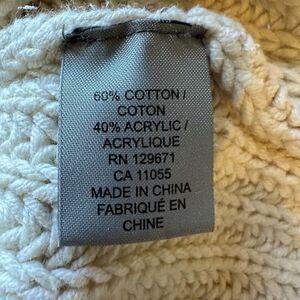 60% COTTON /
COTON
40% ACRYLIC /
ACRYLIQUE
RN 129671
CA 11055
MADE IN CHINA
FABRIQUÉ EN
CHINE